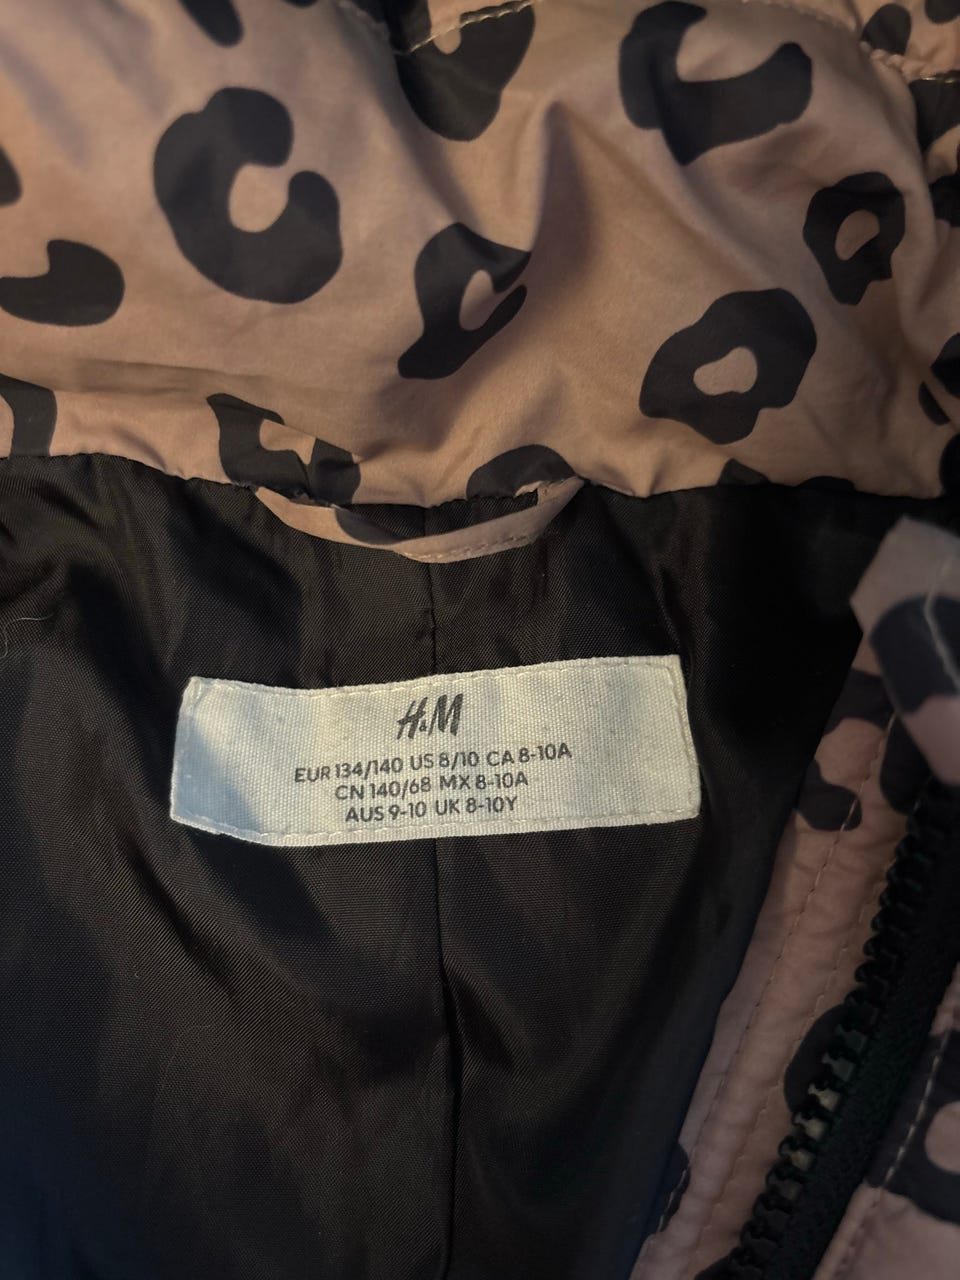 H&M
EUR 134/140 US 8/10 CA 8-10A
CN 140/68 MX 8-10A
AUS 9-10 UK 8-10Y